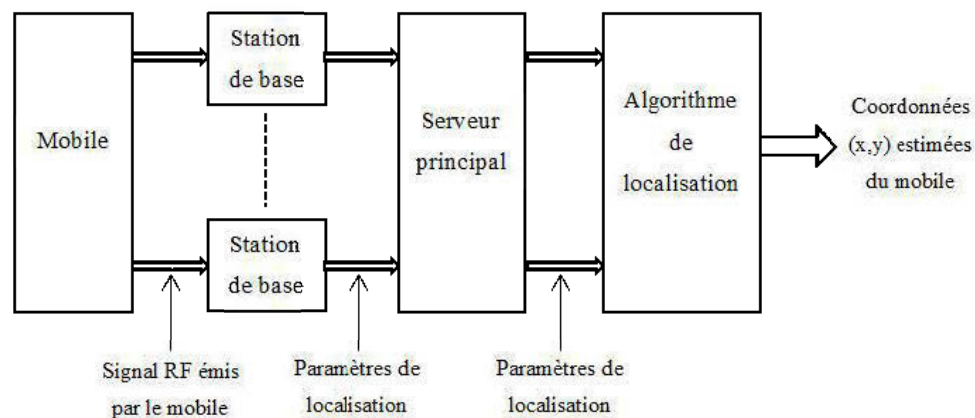 Mobile
Station
de base
Station
de base
Serveur
principal
Algorithme
de
localisation
Coordonnées
(x,y) estimées
du mobile
Signal RF émis
par le mobile
Paramètres de
localisation
Paramètres de
localisation